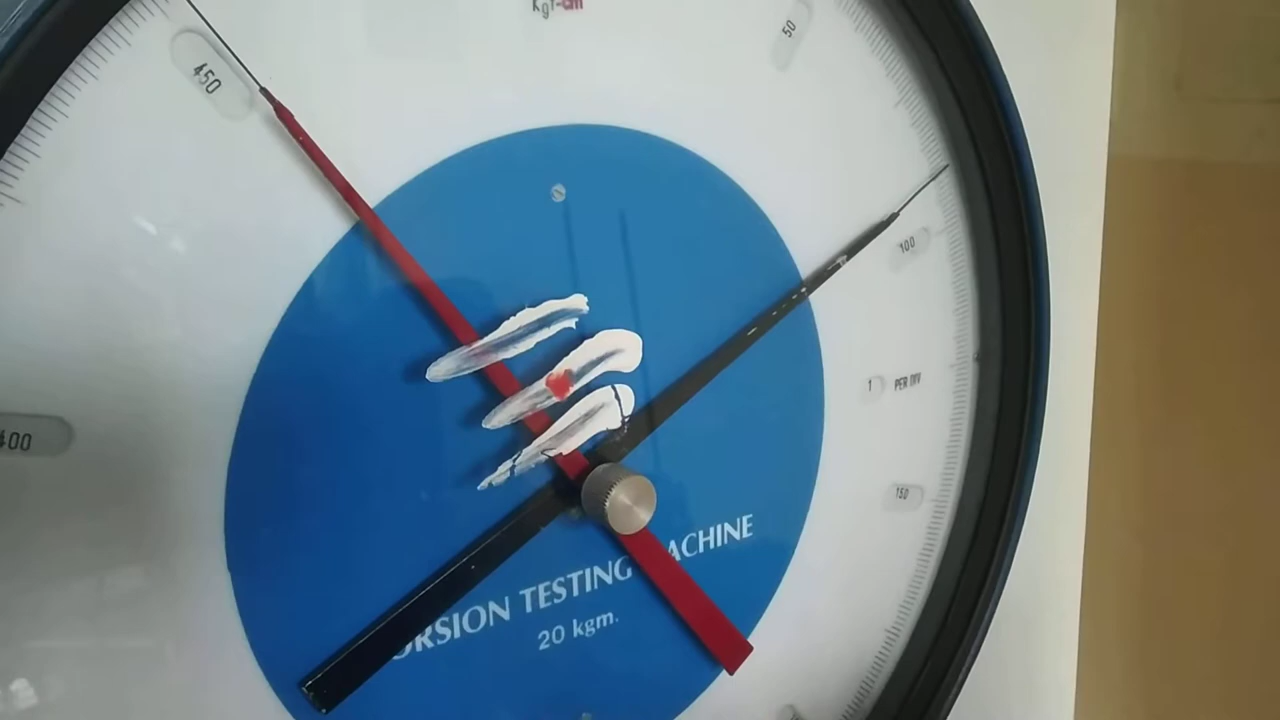 Kgf-cm
50
450
100
1 PER DIV
400
150
ORSION TESTING ACHINE
20 kgm.